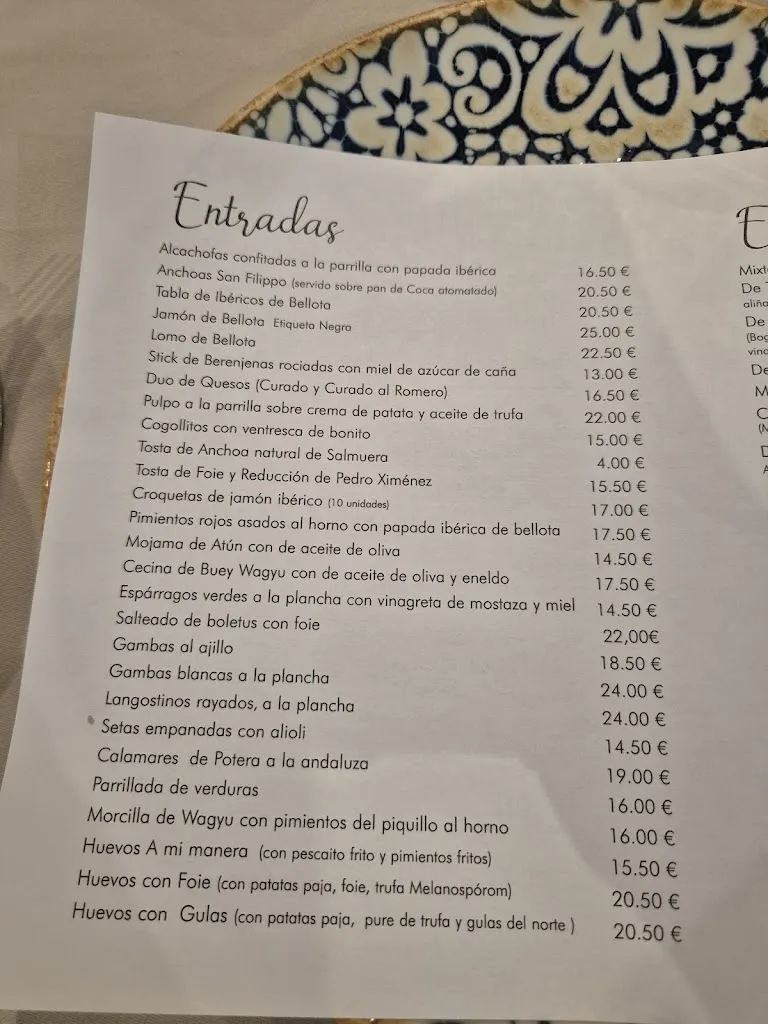 Entradas
Alcachofas confitadas a la parrilla con papada ibérica 16.50 €
Anchoas San Filippo (servido sobre pan de Coca atomatado) 20.50 €
Tabla de Ibéricos de Bellota 20.50 €
Jamón de Bellota Etiqueta Negra 25.00 €
Lomo de Bellota 22.50 €
Stick de Berenjenas rociadas con miel de azúcar de caña 13.00 €
Duo de Quesos (Curado y Curado al Romero) 16.50 €
Pulpo a la parrilla sobre crema de patata y aceite de trufa 22.00 €
Cogollitos con ventresca de bonito 15.00 €
Tosta de Anchoa natural de Salmuera 4.00 €
Tosta de Foie y Reducción de Pedro Ximénez 15.50 €
Croquetas de jamón ibérico (10 unidades) 17.00 €
Pimientos rojos asados al horno con papada ibérica de bellota 17.50 €
Mojama de Atún con de aceite de oliva 14.50 €
Cecina de Buey Wagyu con de aceite de oliva y eneldo 17.50 €
Espárragos verdes a la plancha con vinagreta de mostaza y miel 14.50 €
Salteado de boletus con foie 22,00€
Gambas al ajillo 18.50 €
Gambas blancas a la plancha 24.00 €
Langostinos rayados, a la plancha 24.00 €
Setas empanadas con alioli 14.50 €
Calamares de Potera a la andaluza 19.00 €
Parrillada de verduras 16.00 €
Morcilla de Wagyu con pimientos del piquillo al horno 16.00 €
Huevos A mi manera (con pescaito frito y pimientos fritos) 15.50 €
Huevos con Foie (con patatas paja, foie, trufa Melanospórom) 20.50 €
Huevos con Gulas (con patatas paja, pure de trufa y gulas del norte ) 20.50 €
E
De
De
De